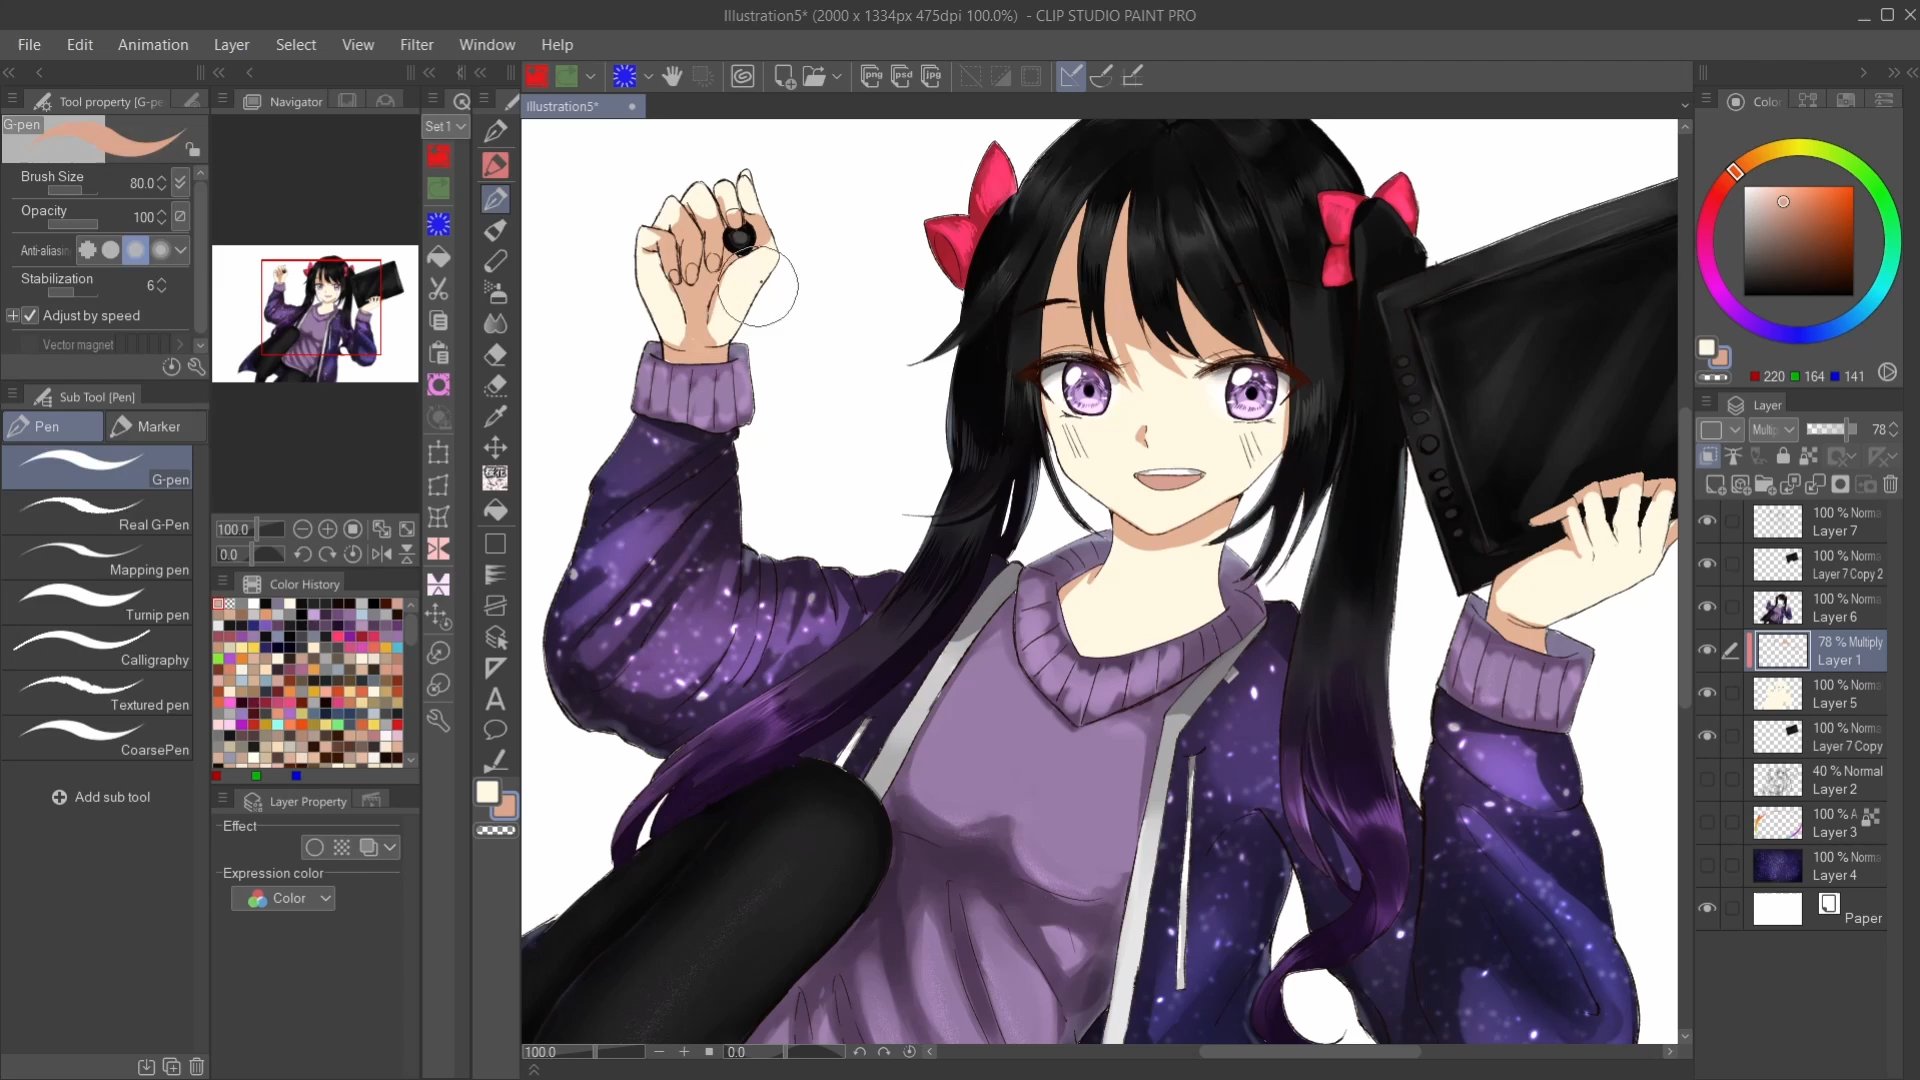 Illustration5* (2000 x 1334px 475dpi 100.0%) - CLIP STUDIO PAINT PRO
File Edit Animation Layer Select View Filter Window Help
png psd jpg
Tool property [G-pe
Navigator
Set 1
Illustration5*
Color
G-pen
Brush Size 80.0
Opacity 100
Anti-aliasin
Stabilization 6
Adjust by speed
Vector magnet
Sub Tool [Pen]
Pen Marker
G-pen
Real G-Pen
Mapping pen
Turnip pen
Calligraphy
Textured pen
CoarsePen
Add sub tool
100.0
0.0
Color History
Layer Property
Effect
Expression color
Color
A
220 164 141
Layer
Multip 78
100 % Norma
Layer 7
100 % Norma
Layer 7 Copy 2
100 % Norma
Layer 6
78 % Multiply
Layer 1
100 % Norma
Layer 5
100 % Norma
Layer 7 Copy
40 % Normal
Layer 2
100 % A
Layer 3
100 % Norma
Layer 4
Paper
100.0 0.0